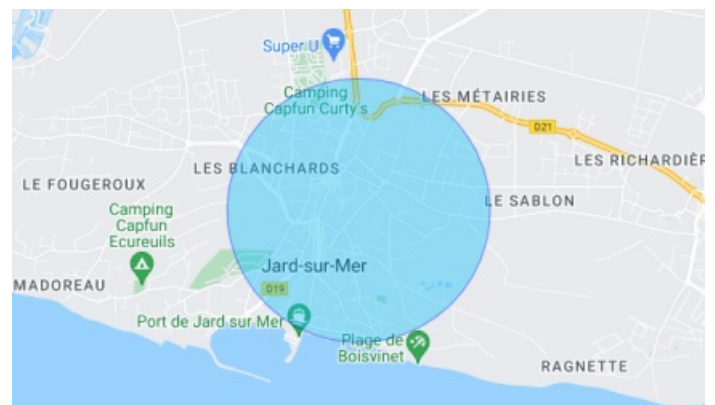 Super U
Camping
Capfun Curty's
LES MÉTAIRIES
D21
LES BLANCHARDS
LES RICHARDIÈR
LE FOUGEROUX
LE SABLON
Camping
Capfun
Ecureuils
Jard-sur-Mer
MADOREAU
D19
Port de Jard sur Mer
Plage de
Boisvinet
RAGNETTE